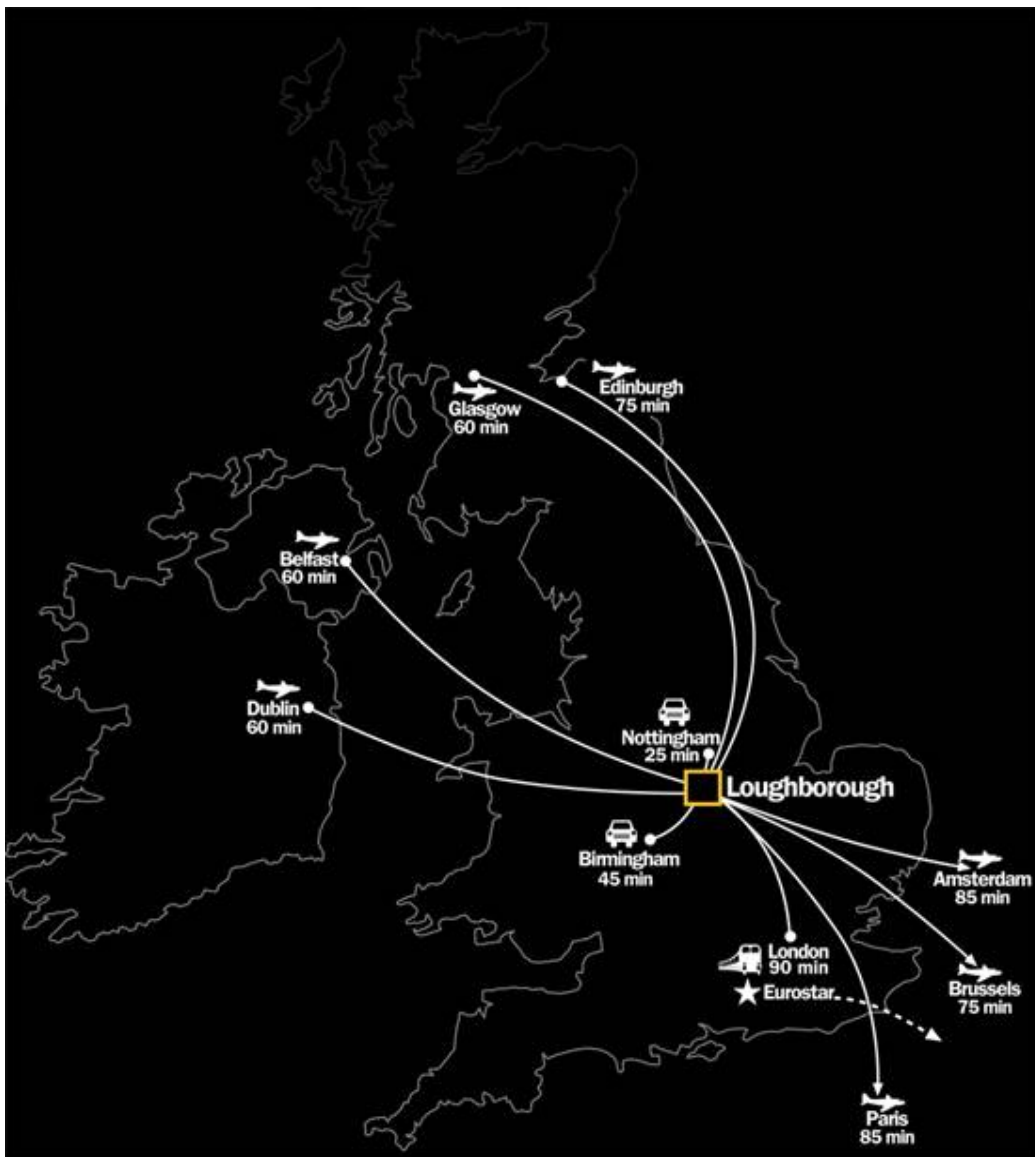 Edinburgh
75 min
Glasgow
60 min
Belfast
60 min
Dublin
60 min
Nottingham
25 min
Loughborough
Birmingham
45 min
Amsterdam
85 min
London
90 min
Eurostar
Brussels
75 min
Paris
85 min